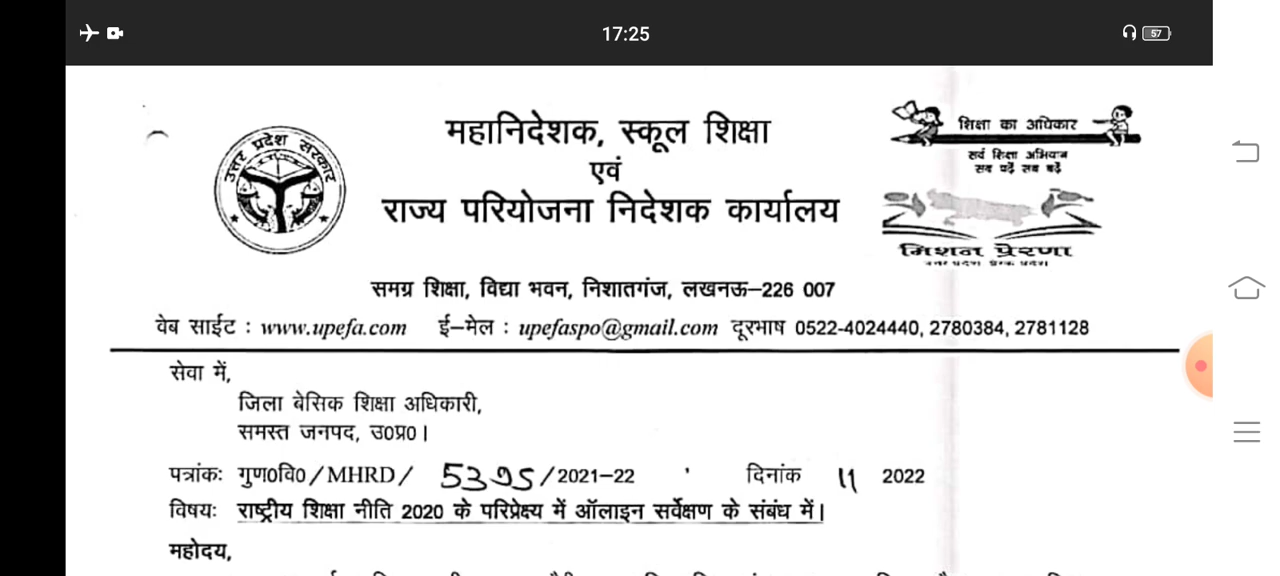 17:25
57
उत्तर प्रदेश सरकार
महानिदेशक, स्कूल शिक्षा
एवं
राज्य परियोजना निदेशक कार्यालय
शिक्षा का अधिकार
सर्व शिक्षा अभियान
सब पढ़ें सब बढ़ें
मिशन प्रेरणा
समग्र शिक्षा, विद्या भवन, निशातगंज, लखनऊ–226 007
वेब साईट : www.upefa.com ई–मेल : upefaspo@gmail.com दूरभाष 0522-4024440, 2780384, 2781128
सेवा में,
जिला बेसिक शिक्षा अधिकारी,
समस्त जनपद, उ0प्र0।
पत्रांकः गुण0वि0/MHRD/ 5395/2021–22 दिनांक 11 2022
विषयः राष्ट्रीय शिक्षा नीति 2020 के परिप्रेक्ष्य में ऑलाइन सर्वेक्षण के संबंध में।
महोदय,